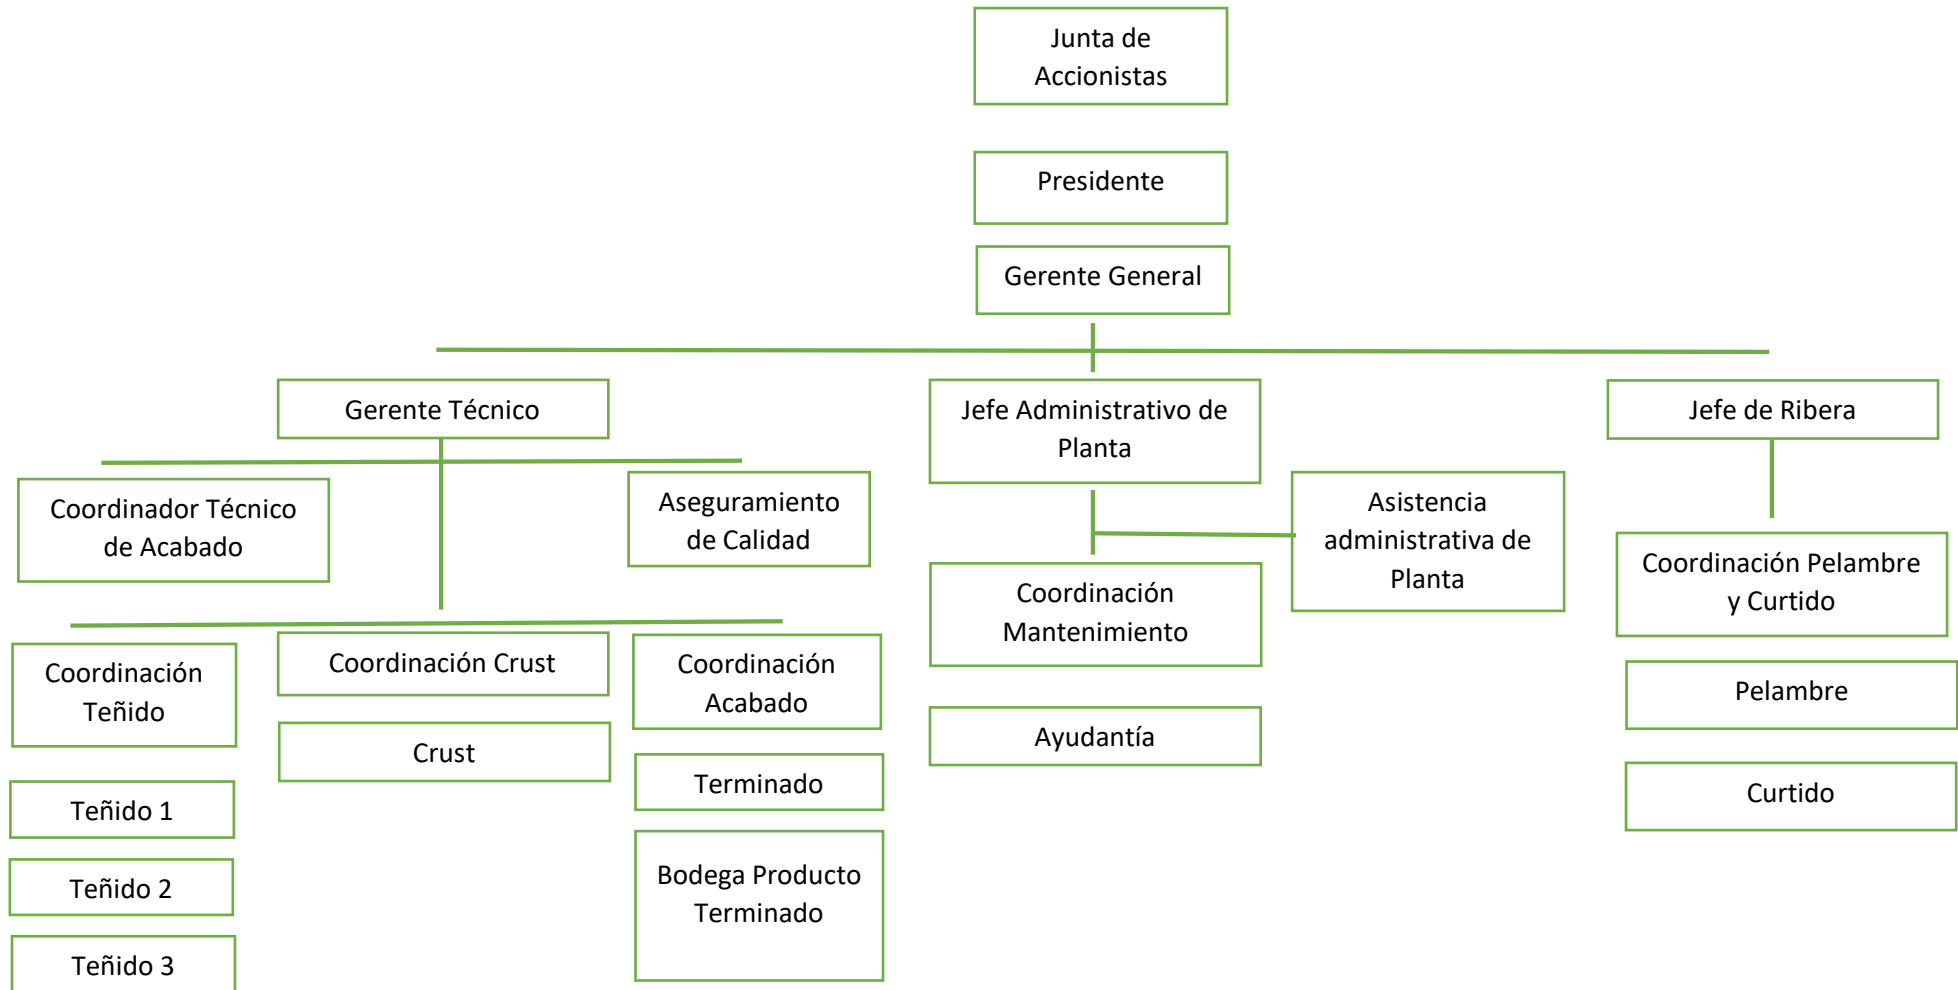 Junta de
Accionistas
Presidente
Gerente General
Gerente Técnico
Jefe Administrativo de
Planta
Jefe de Ribera
Coordinador Técnico
de Acabado
Aseguramiento
de Calidad
Asistencia
administrativa de
Planta
Coordinación
Mantenimiento
Coordinación Pelambre
y Curtido
Coordinación
Teñido
Coordinación Crust
Coordinación
Acabado
Pelambre
Crust
Ayudantía
Terminado
Curtido
Teñido 1
Teñido 2
Bodega Producto
Terminado
Teñido 3